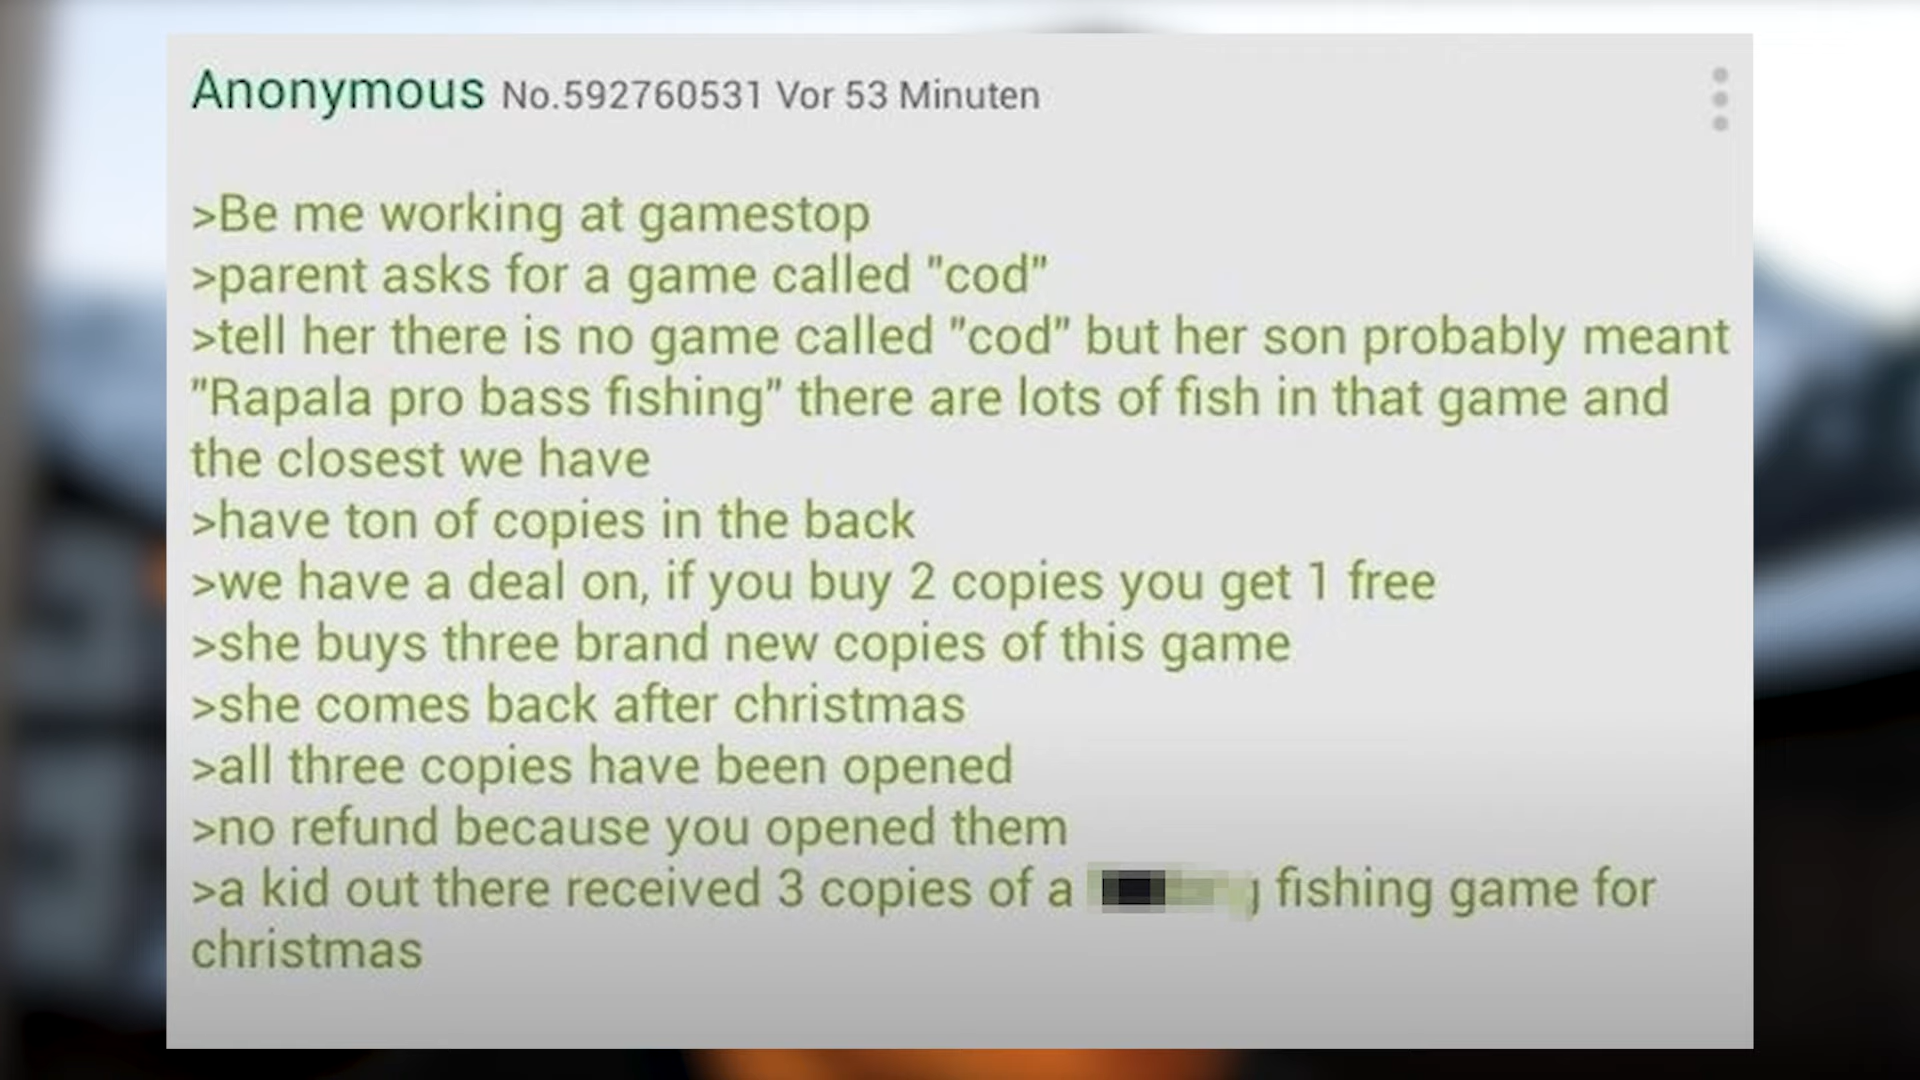 Anonymous No.592760531 Vor 53 Minuten
>Be me working at gamestop
>parent asks for a game called "cod"
>tell her there is no game called "cod" but her son probably meant
"Rapala pro bass fishing" there are lots of fish in that game and
the closest we have
>have ton of copies in the back
>we have a deal on, if you buy 2 copies you get 1 free
>she buys three brand new copies of this game
>she comes back after christmas
>all three copies have been opened
>no refund because you opened them
>a kid out there received 3 copies of a fishing game for
christmas